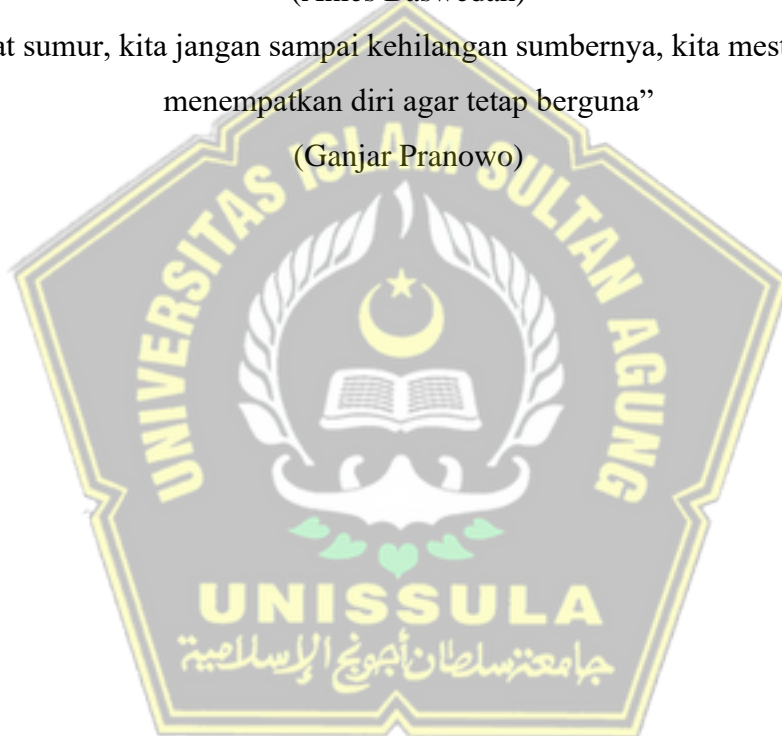 (Anies Baswedan)
at sumur, kita jangan sampai kehilangan sumbernya, kita mest
menempatkan diri agar tetap berguna”
(Ganjar Pranowo)
UNIVERSITAS ISLAM SULTAN AGUNG
UNISSULA
جامعتسلطان أجونج الإسلامية